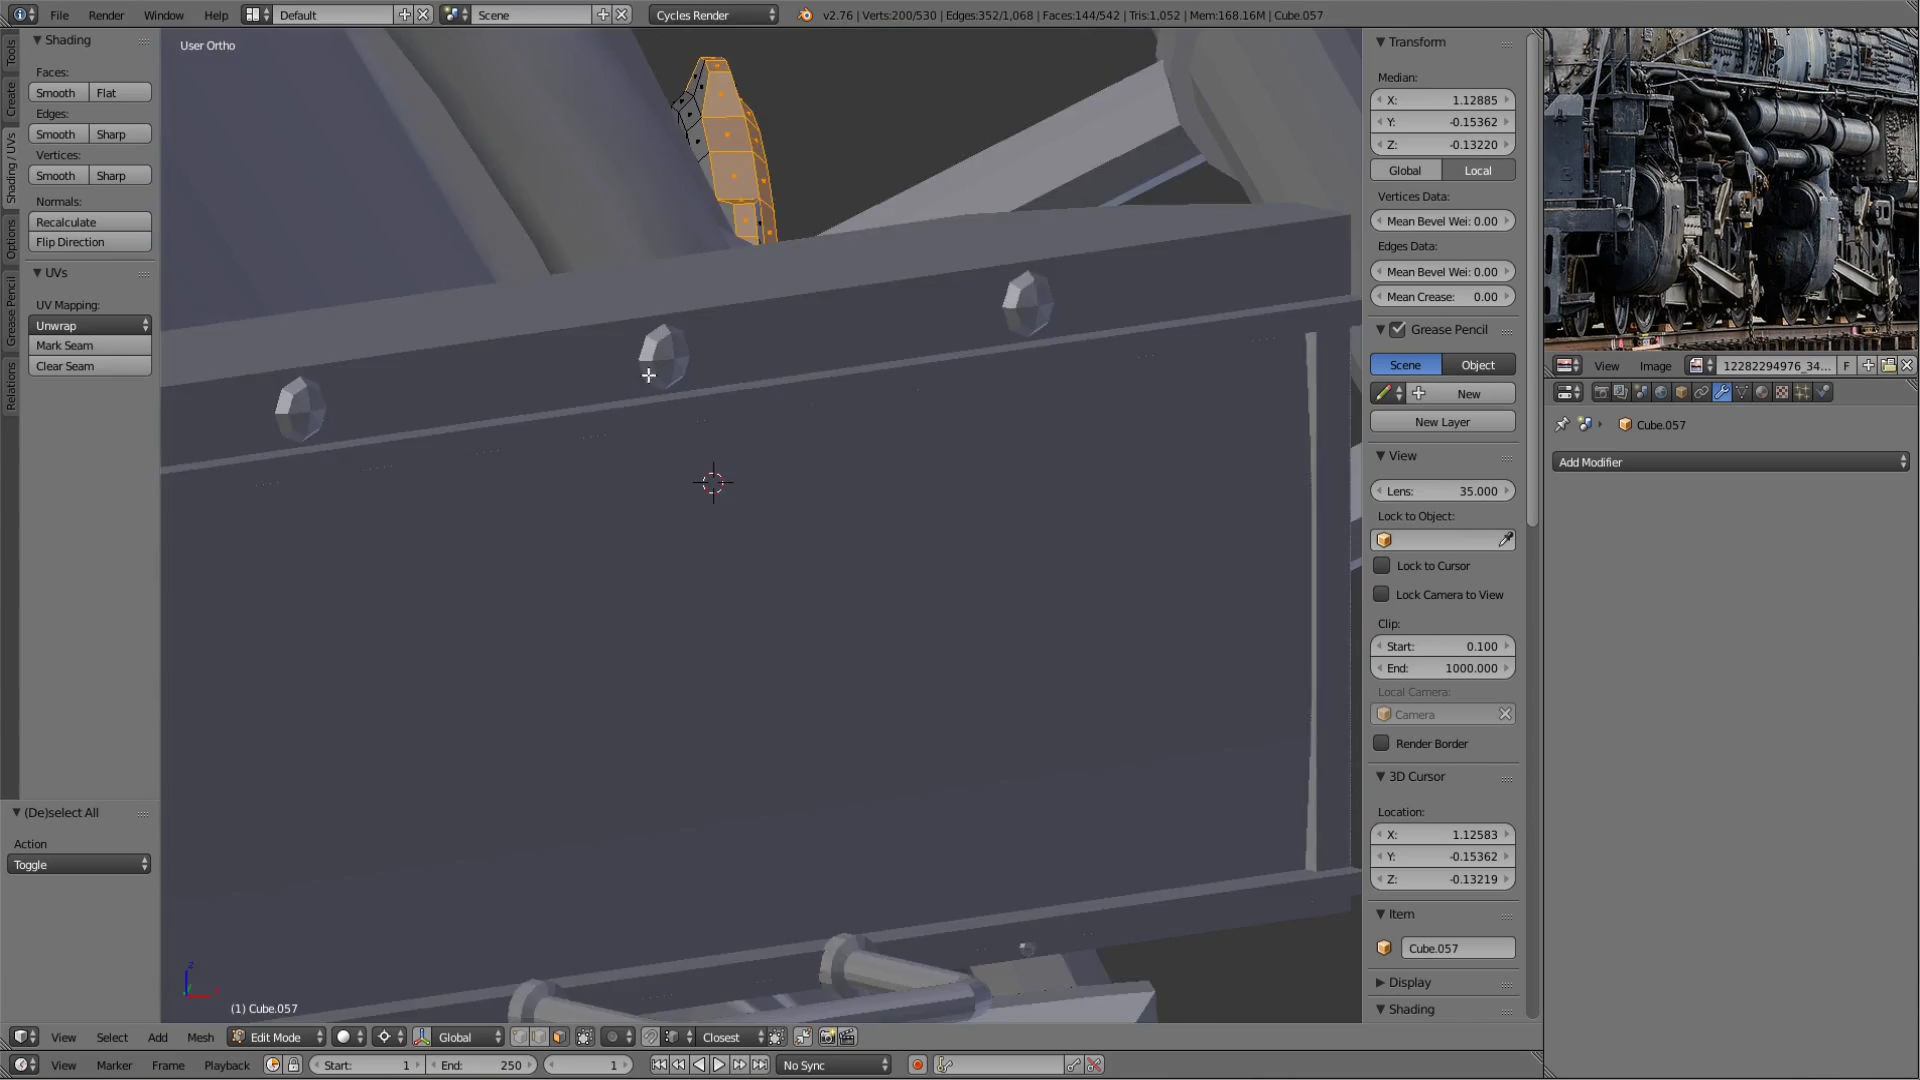 File
Render
Window
Help
Default
Scene
Cycles Render
v2.76 | Verts:200/530 | Edges:352/1,068 | Faces:144/542 | Tris:1,052 | Mem:168.16M | Cube.057
Tools
Create
Shading / UVs
Options
Grease Pencil
Relations
Shading
Faces:
Smooth
Flat
Edges:
Smooth
Sharp
Vertices:
Smooth
Sharp
Normals:
Recalculate
Flip Direction
UVs
UV Mapping:
Unwrap
Mark Seam
Clear Seam
(De)select All
Action
Toggle
User Ortho
(1) Cube.057
Transform
Median:
X: 1.12885
Y: -0.15362
Z: -0.13220
Global
Local
Vertices Data:
Mean Bevel Wei: 0.00
Edges Data:
Mean Bevel Wei: 0.00
Mean Crease: 0.00
Grease Pencil
Scene
Object
New
New Layer
View
Lens: 35.000
Lock to Object:
Lock to Cursor
Lock Camera to View
Clip:
Start: 0.100
End: 1000.000
Local Camera:
Camera
Render Border
3D Cursor
Location:
X: 1.12583
Y: -0.15362
Z: -0.13219
Item
Cube.057
Display
Shading
View
Image
12282294976_34...
F
Cube.057
Add Modifier
View
Select
Add
Mesh
Edit Mode
Global
Closest
View
Marker
Frame
Playback
Start: 1
End: 250
1
No Sync